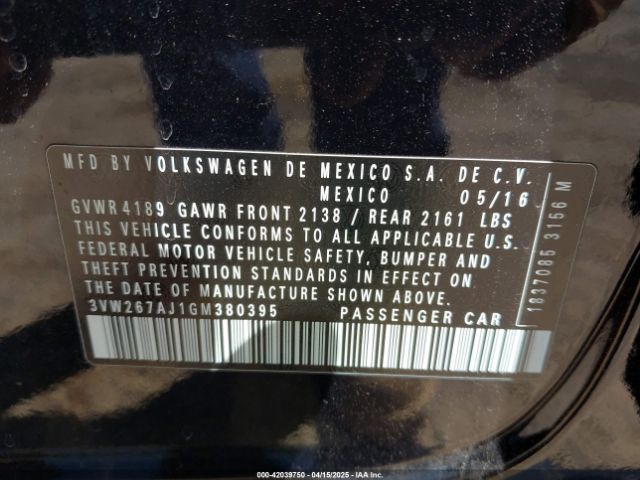 MFD BY VOLKSWAGEN DE MEXICO S.A. DE C.V.
MEXICO 05/16
GVWR 4189 GAWR FRONT 2138 / REAR 2161 LBS
THIS VEHICLE CONFORMS TO ALL APPLICABLE U.S.
FEDERAL MOTOR VEHICLE SAFETY, BUMPER AND
THEFT PREVENTION STANDARDS IN EFFECT ON
THE DATE OF MANUFACTURE SHOWN ABOVE.
3VW267AJ1GM380395 PASSENGER CAR
1837085 3156 M
000-42039750 - 04/15/2025 - IAA Inc.